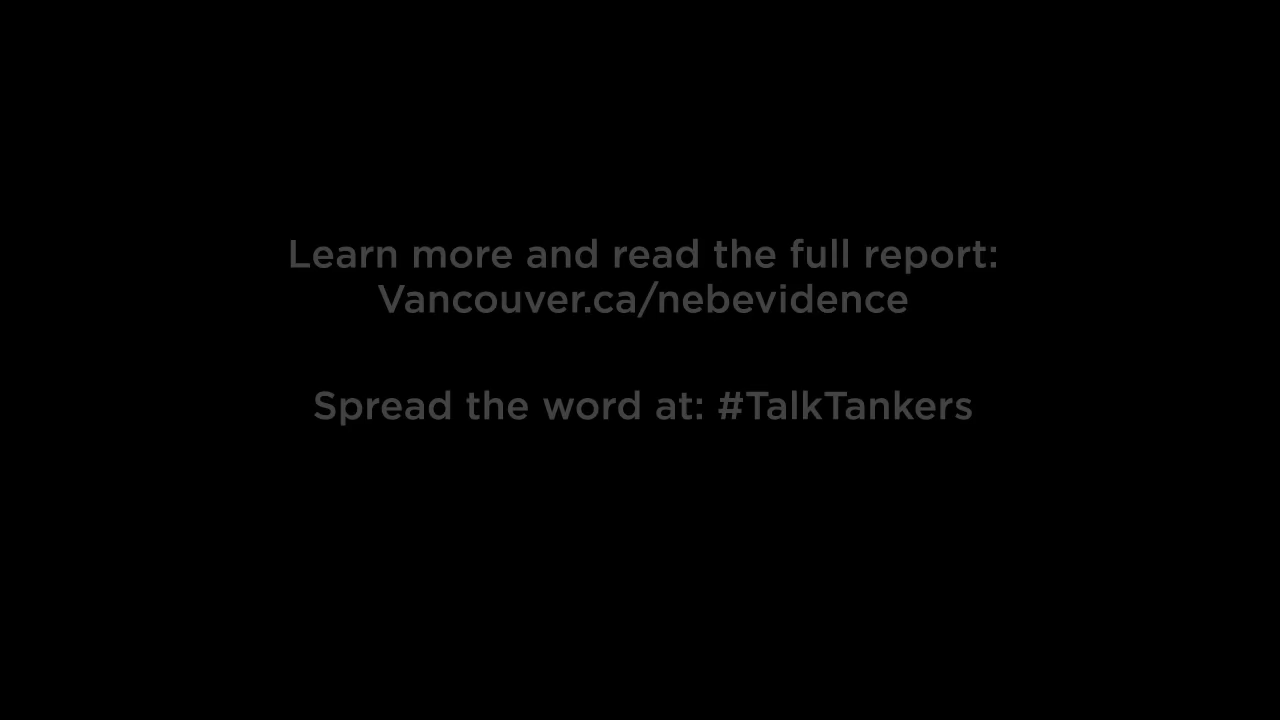 Learn more and read the full report:
Vancouver.ca/nebevidence
Spread the word at: #TalkTankers